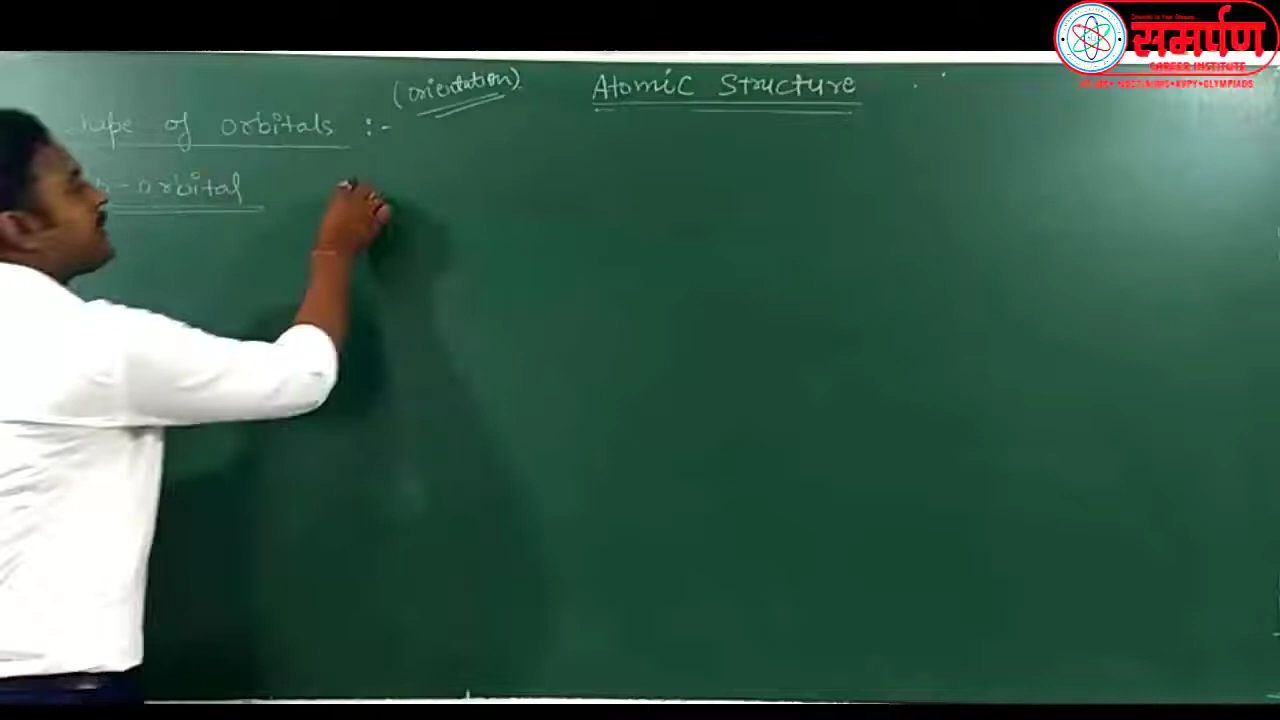 समर्पण
CAREER INSTITUTE
(orientation)
Atomic Structure
of orbitals :-
orbital